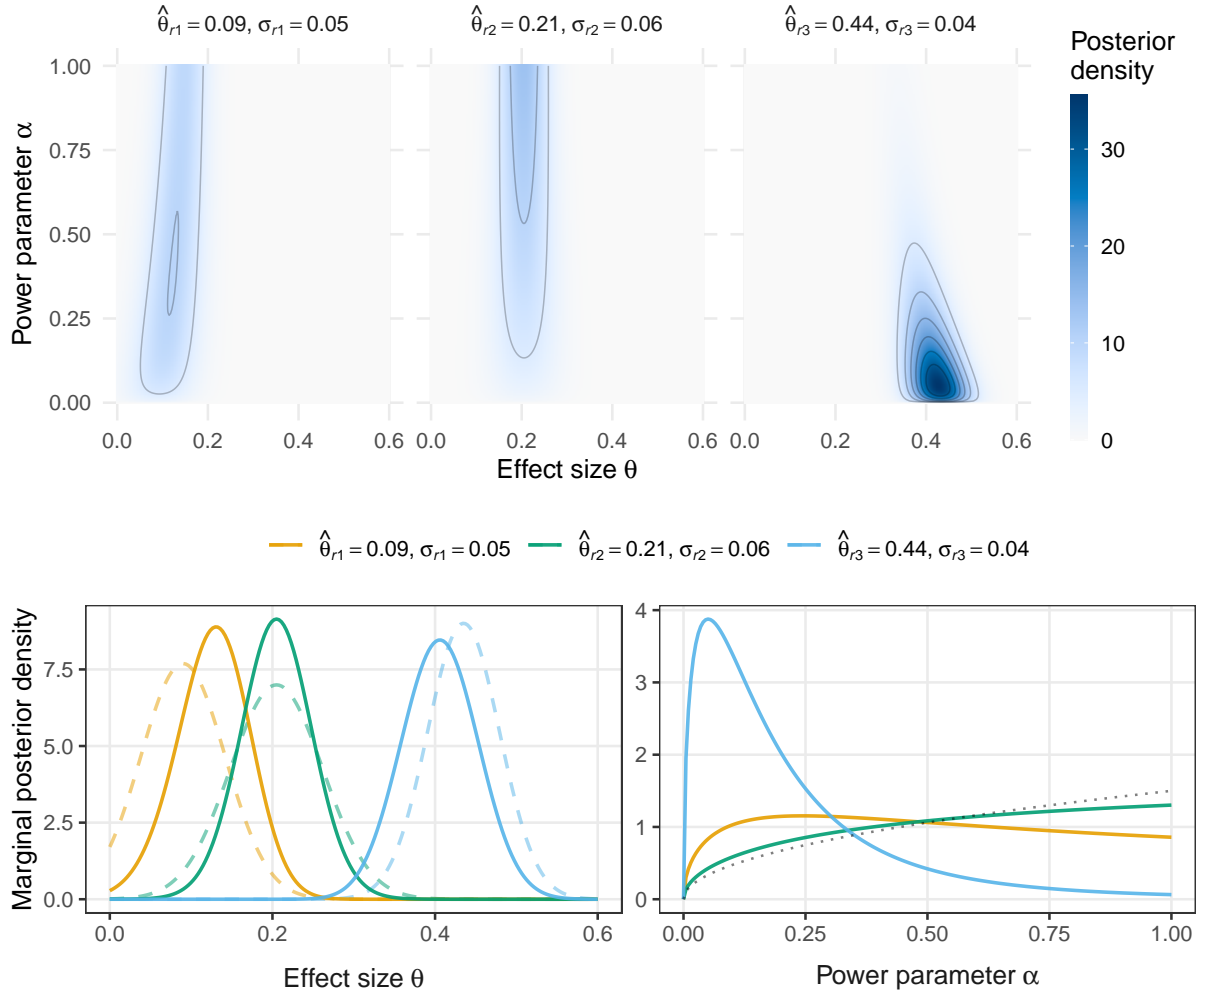 θ̂r1 = 0.09, σr1 = 0.05
θ̂r2 = 0.21, σr2 = 0.06
θ̂r3 = 0.44, σr3 = 0.04
Posterior
density
30
20
10
0
Power parameter α
1.00
0.75
0.50
0.25
0.00
0.0 0.2 0.4 0.6
0.0 0.2 0.4 0.6
0.0 0.2 0.4 0.6
Effect size θ
θ̂r1 = 0.09, σr1 = 0.05
θ̂r2 = 0.21, σr2 = 0.06
θ̂r3 = 0.44, σr3 = 0.04
Marginal posterior density
7.5
5.0
2.5
0.0
0.0 0.2 0.4 0.6
Effect size θ
4
3
2
1
0
0.00 0.25 0.50 0.75 1.00
Power parameter α